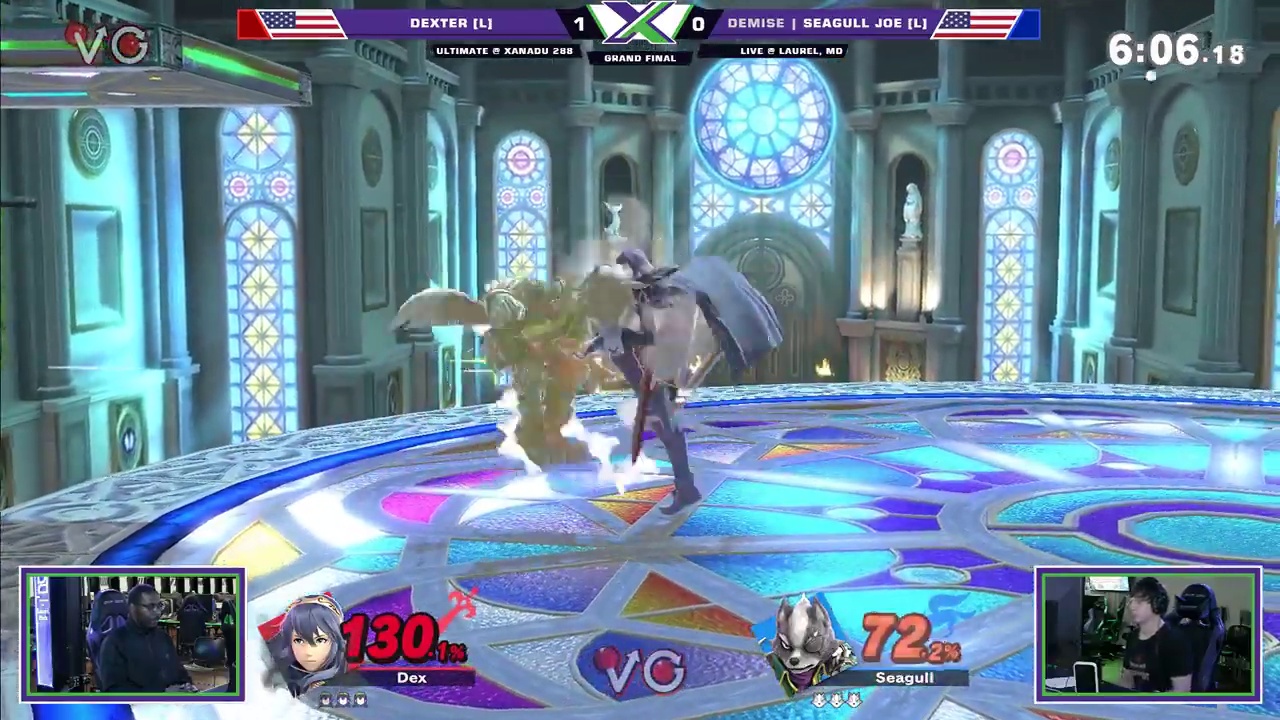 DEXTER [L] 1 0 DEMISE | SEAGULL JOE [L]
ULTIMATE @ XANADU 288 GRAND FINAL LIVE @ LAUREL, MD
6:06.18
VG
130.1% 72.2%
Dex VG Seagull